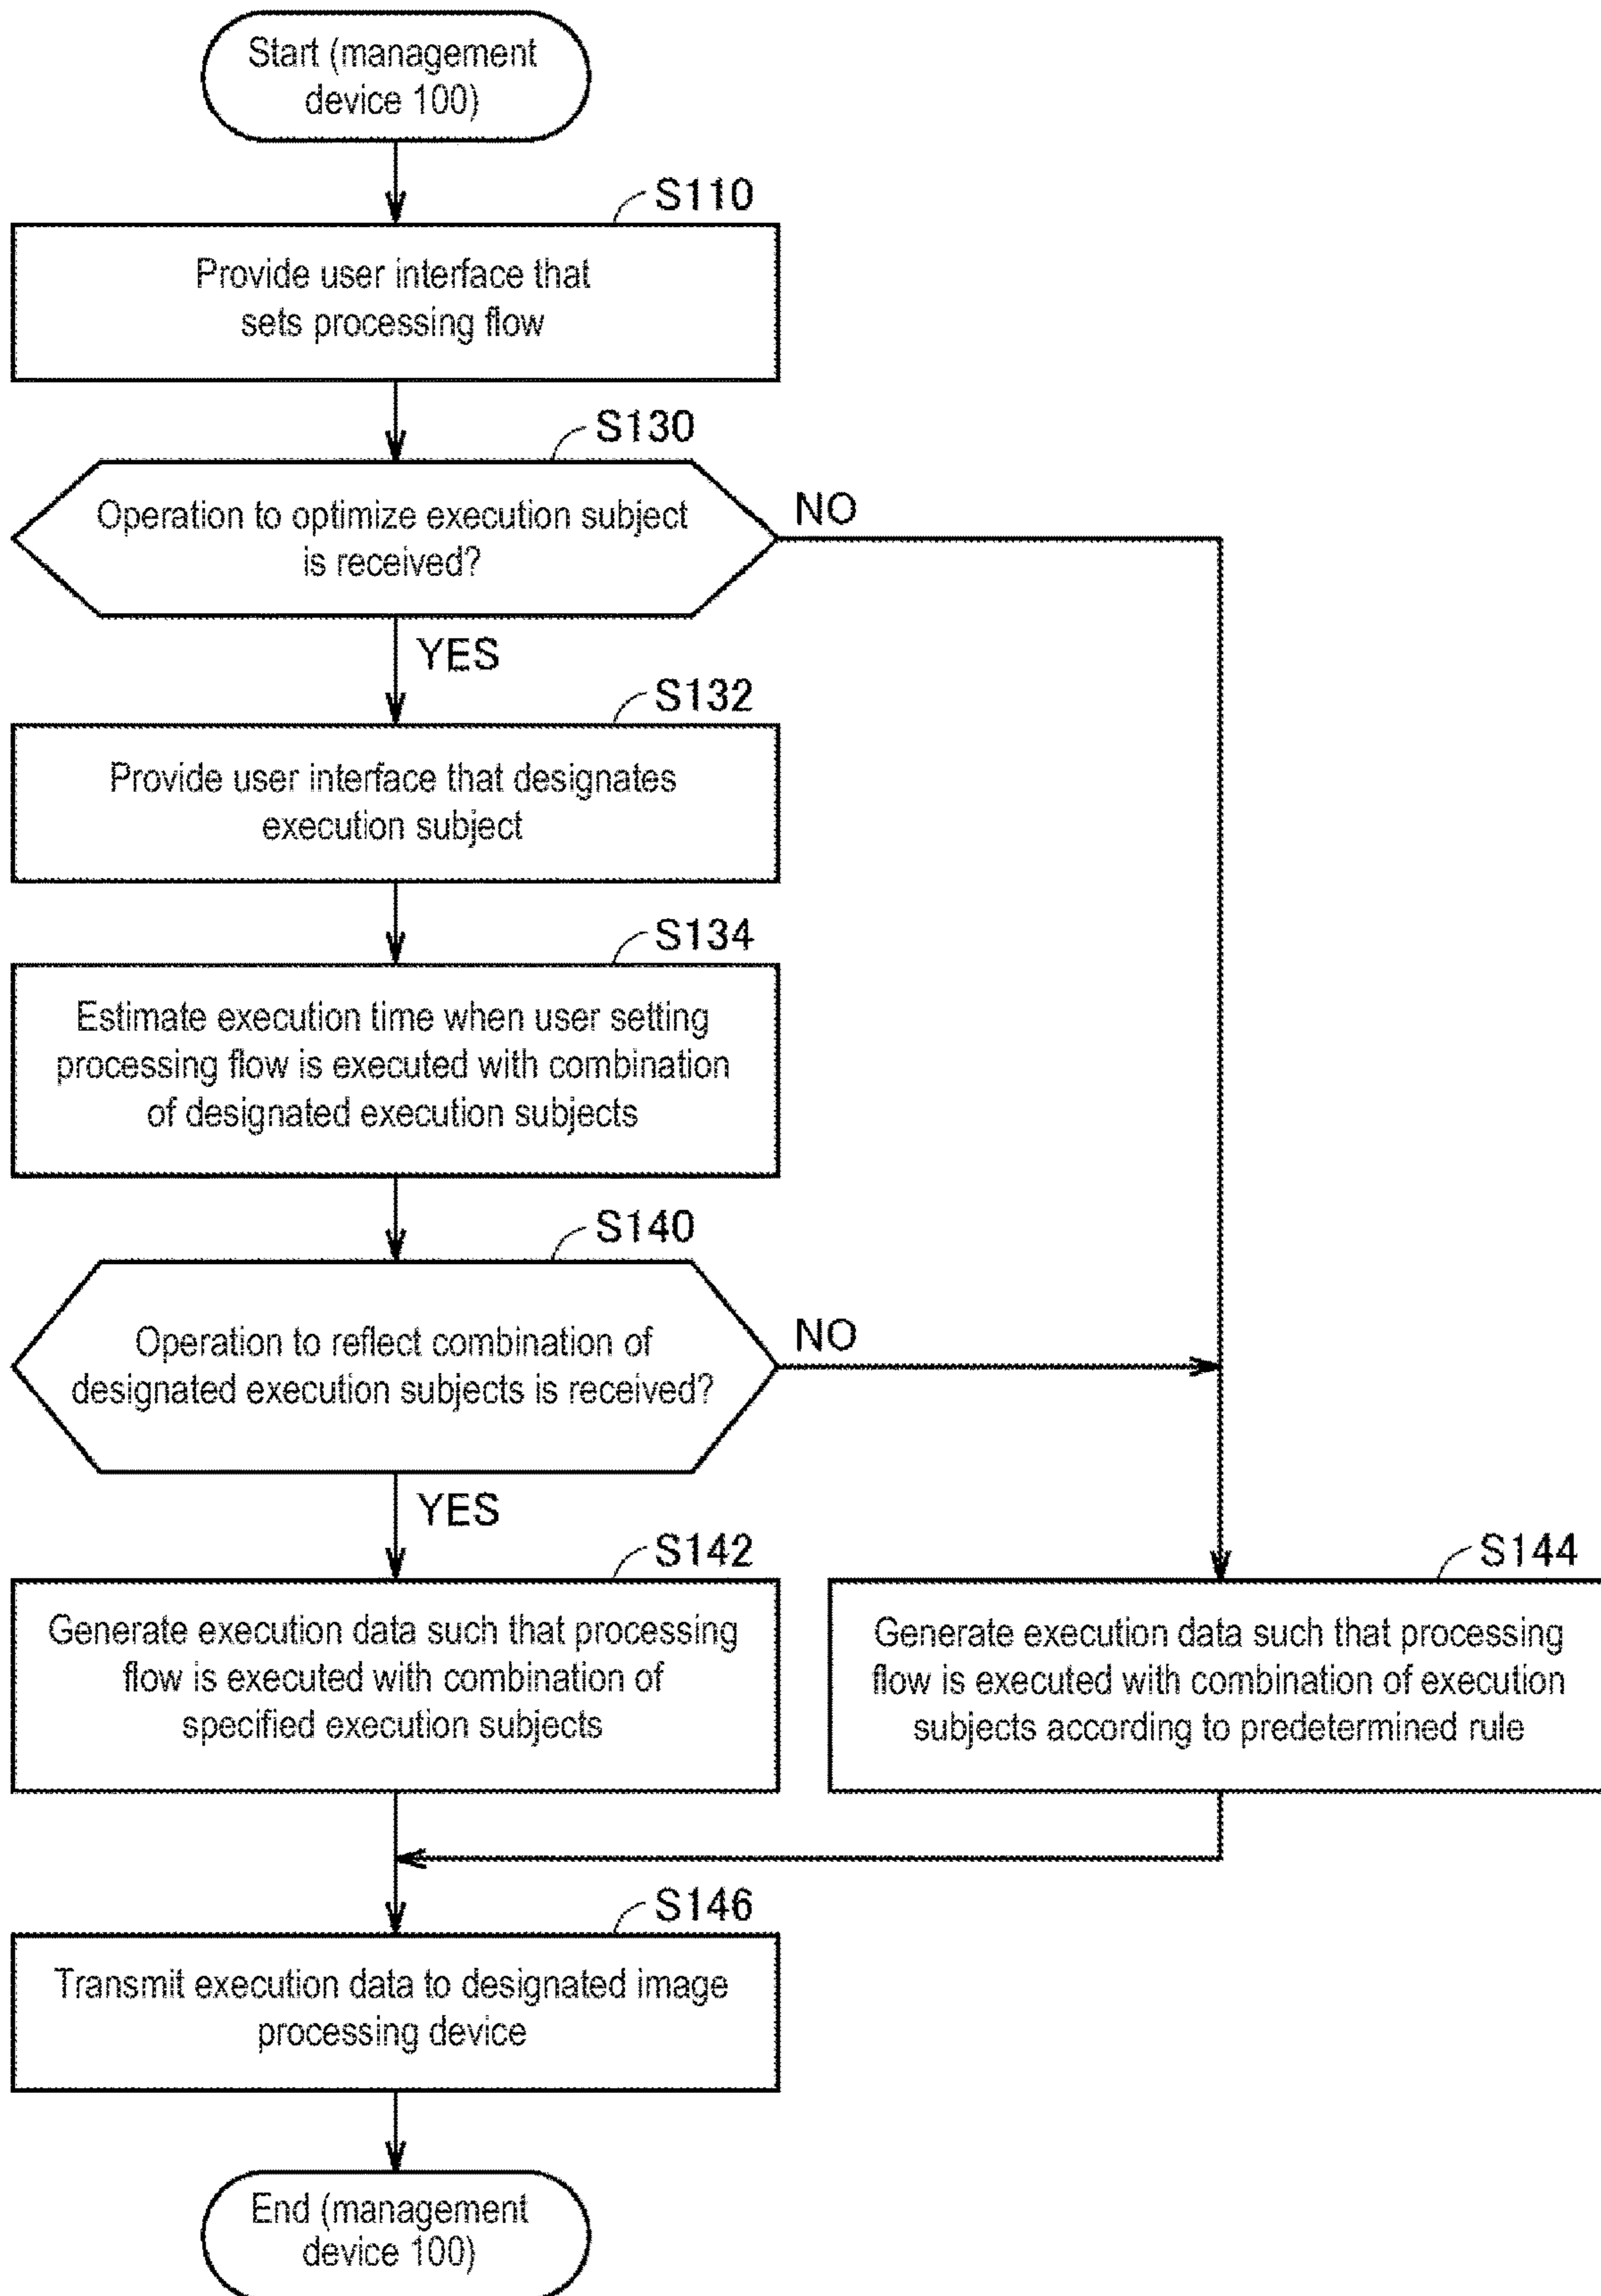 Start (management
device 100)
S110
Provide user interface that
sets processing flow
S130
Operation to optimize execution subject
is received?
NO
YES
S132
Provide user interface that designates
execution subject
S134
Estimate execution time when user setting
processing flow is executed with combination
of designated execution subjects
S140
Operation to reflect combination of
designated execution subjects is received?
NO
YES
S142
Generate execution data such that processing
flow is executed with combination of
specified execution subjects
S144
Generate execution data such that processing
flow is executed with combination of execution
subjects according to predetermined rule
S146
Transmit execution data to designated image
processing device
End (management
device 100)